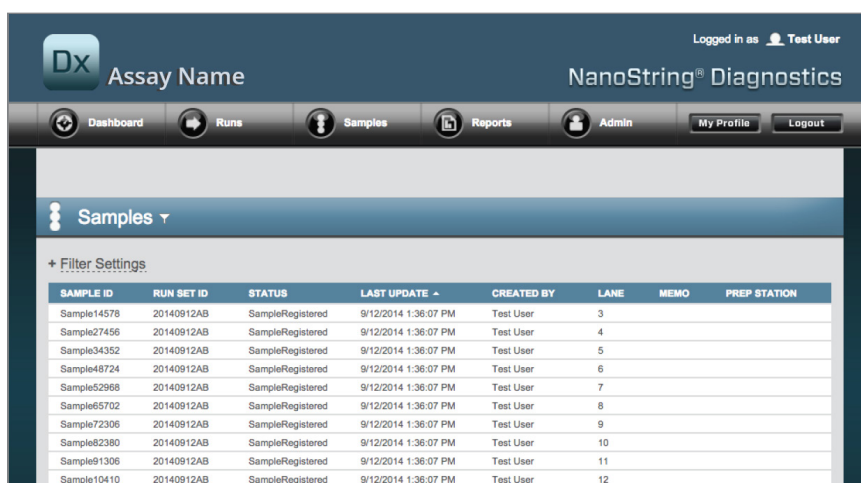 Logged in as Test User
Dx Assay Name
NanoString® Diagnostics
Dashboard Runs Samples Reports Admin My Profile Logout
Samples
+ Filter Settings
SAMPLE ID RUN SET ID STATUS LAST UPDATE CREATED BY LANE MEMO PREP STATION
Sample14578 20140912AB SampleRegistered 9/12/2014 1:36:07 PM Test User 3
Sample27456 20140912AB SampleRegistered 9/12/2014 1:36:07 PM Test User 4
Sample34352 20140912AB SampleRegistered 9/12/2014 1:36:07 PM Test User 5
Sample48724 20140912AB SampleRegistered 9/12/2014 1:36:07 PM Test User 6
Sample52968 20140912AB SampleRegistered 9/12/2014 1:36:07 PM Test User 7
Sample65702 20140912AB SampleRegistered 9/12/2014 1:36:07 PM Test User 8
Sample72306 20140912AB SampleRegistered 9/12/2014 1:36:07 PM Test User 9
Sample82380 20140912AB SampleRegistered 9/12/2014 1:36:07 PM Test User 10
Sample91306 20140912AB SampleRegistered 9/12/2014 1:36:07 PM Test User 11
Sample10410 20140912AB SampleRegistered 9/12/2014 1:36:07 PM Test User 12